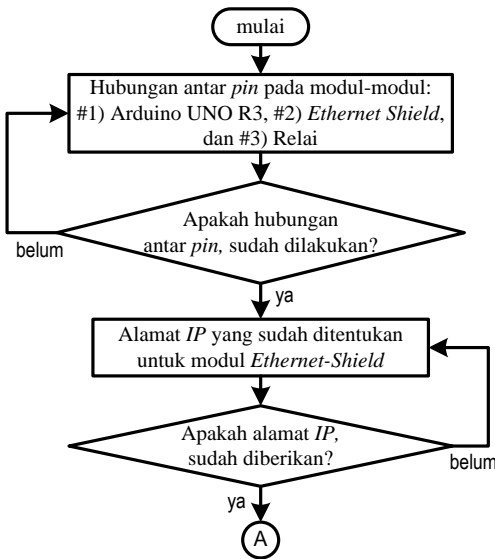 mulai
Hubungan antar pin pada modul-modul:
#1) Arduino UNO R3, #2) Ethernet Shield,
dan #3) Relai
Apakah hubungan
antar pin, sudah dilakukan?
belum
ya
Alamat IP yang sudah ditentukan
untuk modul Ethernet-Shield
Apakah alamat IP,
sudah diberikan?
belum
ya
A